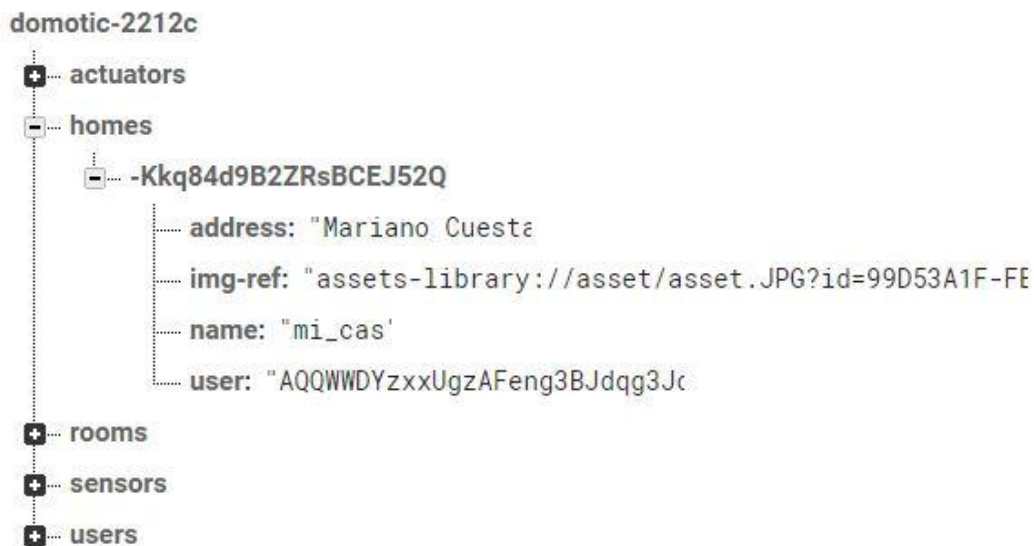 domotic-2212c
actuators
homes
-Kkq84d9B2ZRsBCEJ52Q
address: "Mariano Cuesta
img-ref: "assets-library://asset/asset.JPG?id=99D53A1F-FE
name: "mi_cas'
user: "AQQWWDYzxxUgzAFeng3BJdqg3Jc
rooms
sensors
users